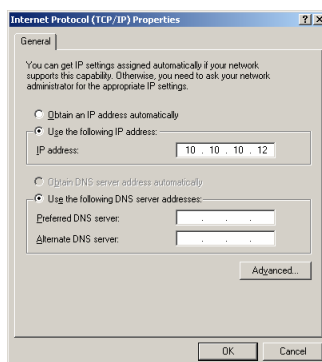 Internet Protocol (TCP/IP) Properties
General
You can get IP settings assigned automatically if your network
supports this capability. Otherwise, you need to ask your network
administrator for the appropriate IP settings.
Obtain an IP address automatically
Use the following IP address:
IP address: 10 . 10 . 10 . 12
Obtain DNS server address automatically
Use the following DNS server addresses:
Preferred DNS server: . . .
Alternate DNS server: . . .
Advanced...
OK Cancel